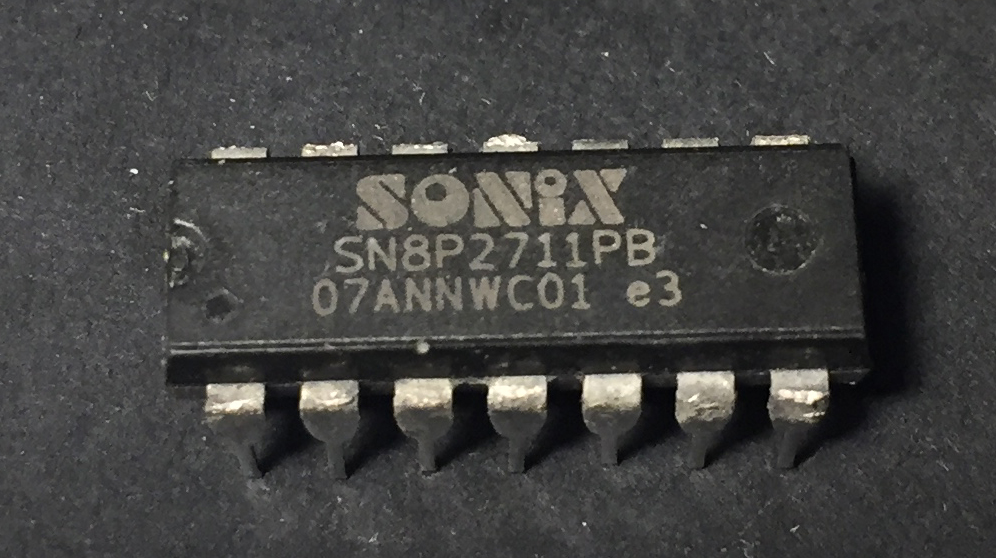 SONiX
SN8P2711PB
07ANNWC01 e3